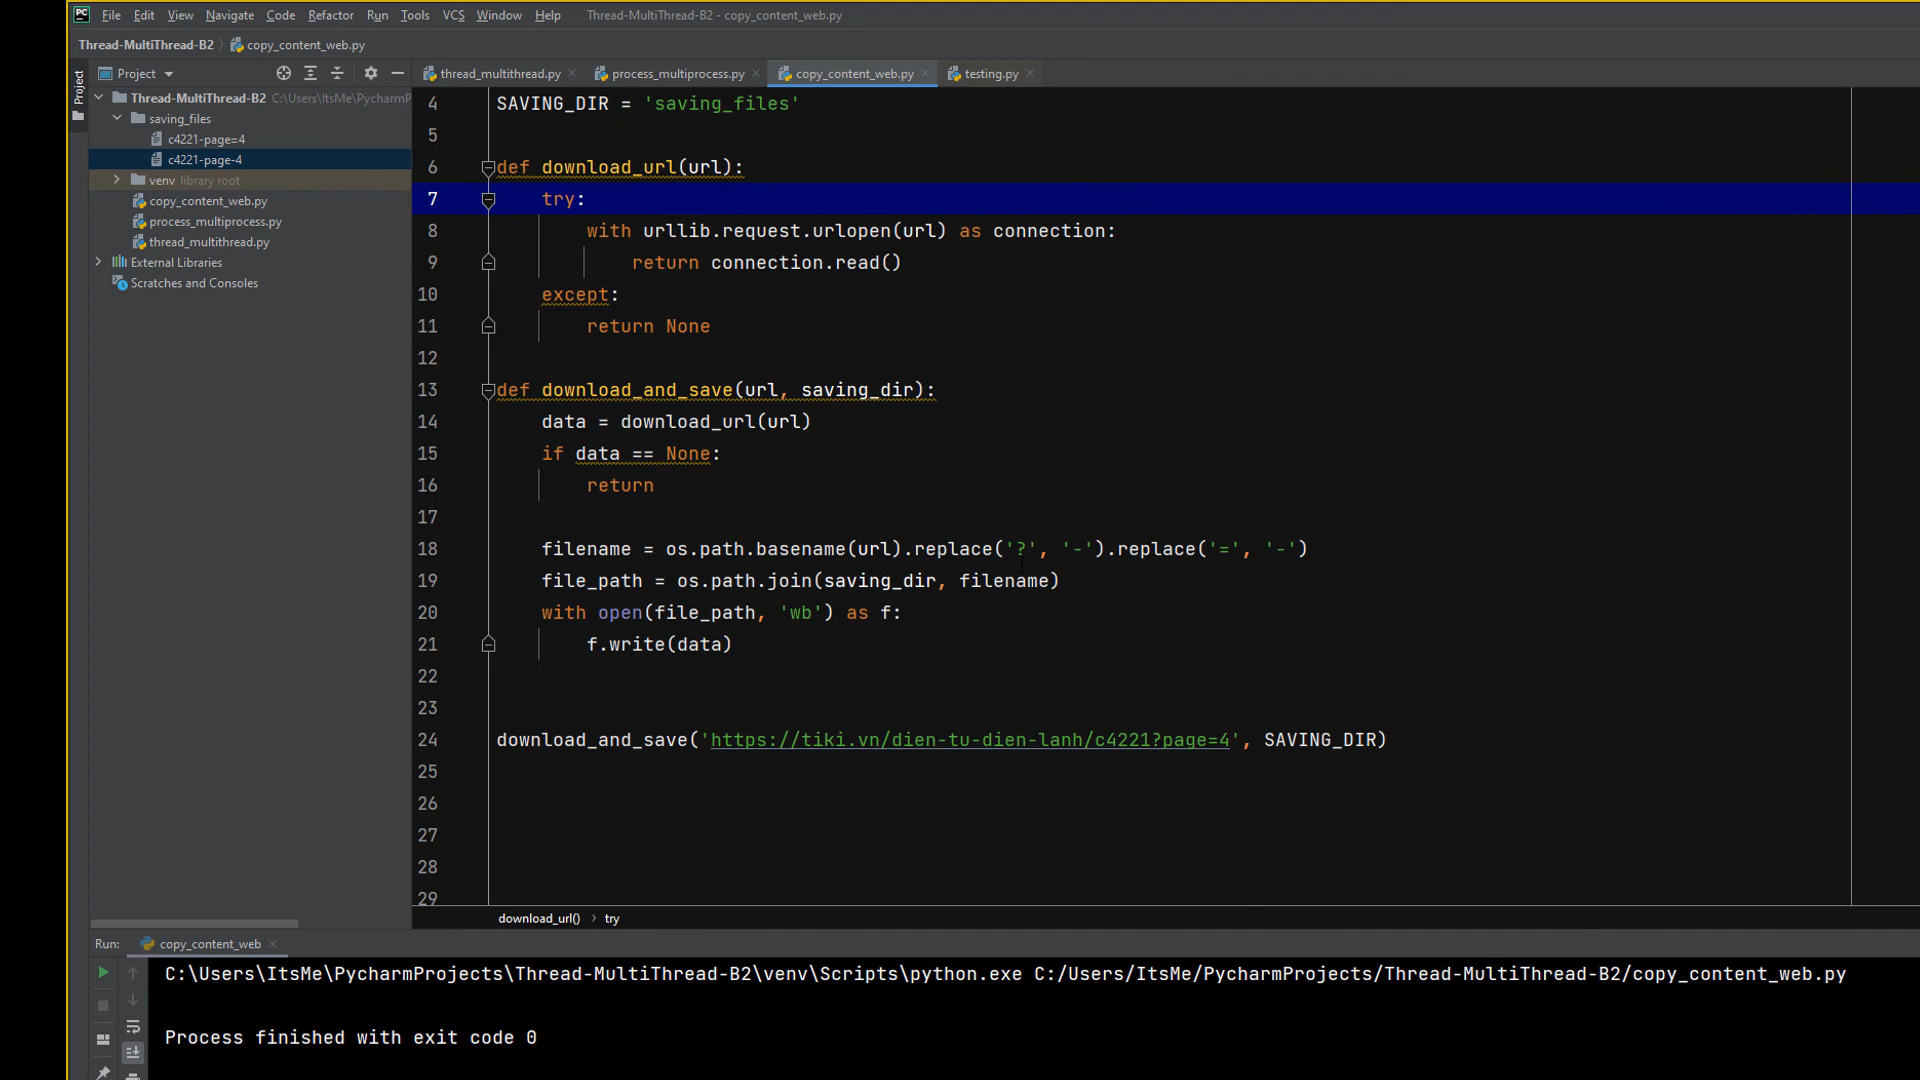 PC File Edit View Navigate Code Refactor Run Tools VCS Window Help Thread-MultiThread-B2 - copy_content_web.py
Thread-MultiThread-B2 copy_content_web.py
Project
Project
thread_multithread.py process_multiprocess.py copy_content_web.py testing.py
Thread-MultiThread-B2 C:\Users\ItsMe\PycharmP
saving_files
c4221-page=4
c4221-page-4
venv library root
copy_content_web.py
process_multiprocess.py
thread_multithread.py
External Libraries
Scratches and Consoles
4 SAVING_DIR = 'saving_files'
5
6 def download_url(url):
7 try:
8 with urllib.request.urlopen(url) as connection:
9 return connection.read()
10 except:
11 return None
12
13 def download_and_save(url, saving_dir):
14 data = download_url(url)
15 if data == None:
16 return
17
18 filename = os.path.basename(url).replace('?', '-').replace('=', '-')
19 file_path = os.path.join(saving_dir, filename)
20 with open(file_path, 'wb') as f:
21 f.write(data)
22
23
24 download_and_save('https://tiki.vn/dien-tu-dien-lanh/c4221?page=4', SAVING_DIR)
25
26
27
28
29
download_url() try
Run: copy_content_web
C:\Users\ItsMe\PycharmProjects\Thread-MultiThread-B2\venv\Scripts\python.exe C:/Users/ItsMe/PycharmProjects/Thread-MultiThread-B2/copy_content_web.py
Process finished with exit code 0